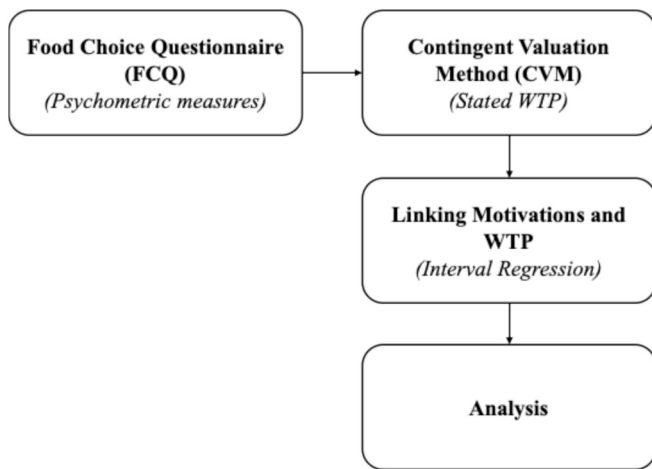 Food Choice Questionnaire
(FCQ)
(Psychometric measures)
Contingent Valuation
Method (CVM)
(Stated WTP)
Linking Motivations and
WTP
(Interval Regression)
Analysis